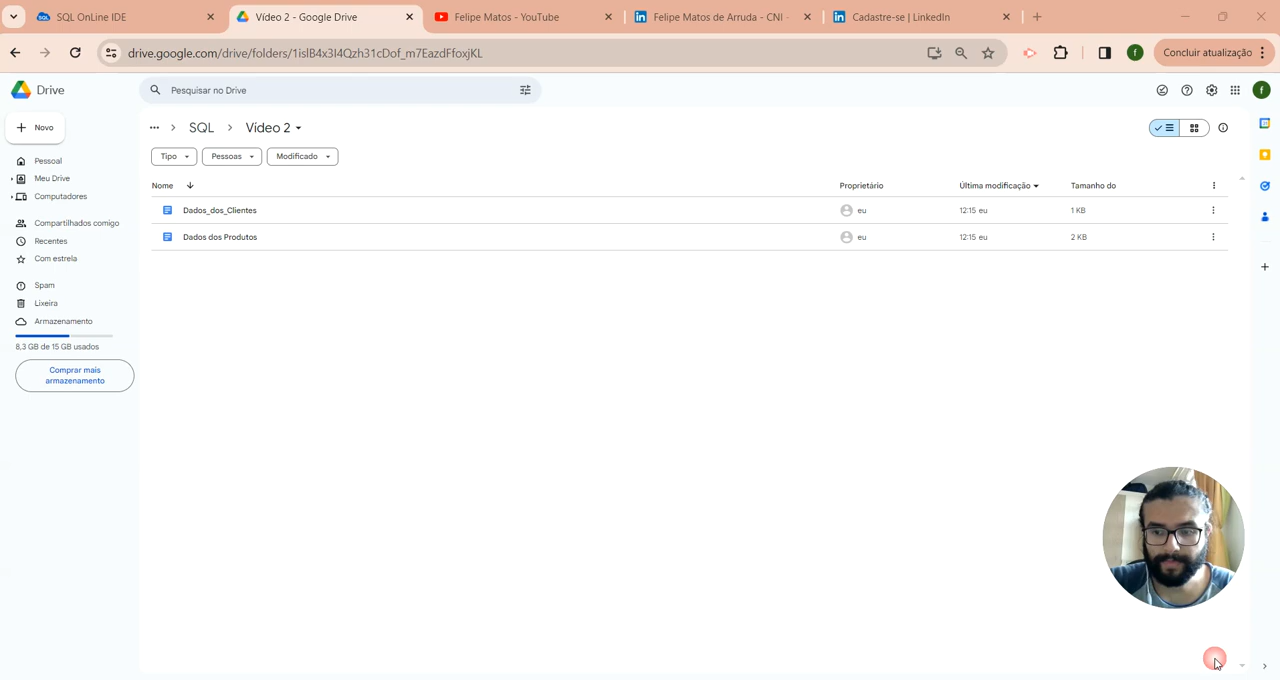 SQL OnLine IDE
Vídeo 2 - Google Drive
Felipe Matos - YouTube
Felipe Matos de Arruda - CNI -
Cadastre-se | LinkedIn
drive.google.com/drive/folders/1islB4x3I4Qzh31cDof_m7EazdFfoxjKL
f
Concluir atualização
Drive
Pesquisar no Drive
f
Novo
SQL
Vídeo 2
Tipo
Pessoas
Modificado
Pessoal
Meu Drive
Computadores
Compartilhados comigo
Recentes
Com estrela
Spam
Lixeira
Armazenamento
8,3 GB de 15 GB usados
Comprar mais
armazenamento
Nome
Proprietário
Última modificação
Tamanho do
Dados_dos_Clientes
eu
12:15 eu
1 KB
Dados dos Produtos
eu
12:15 eu
2 KB